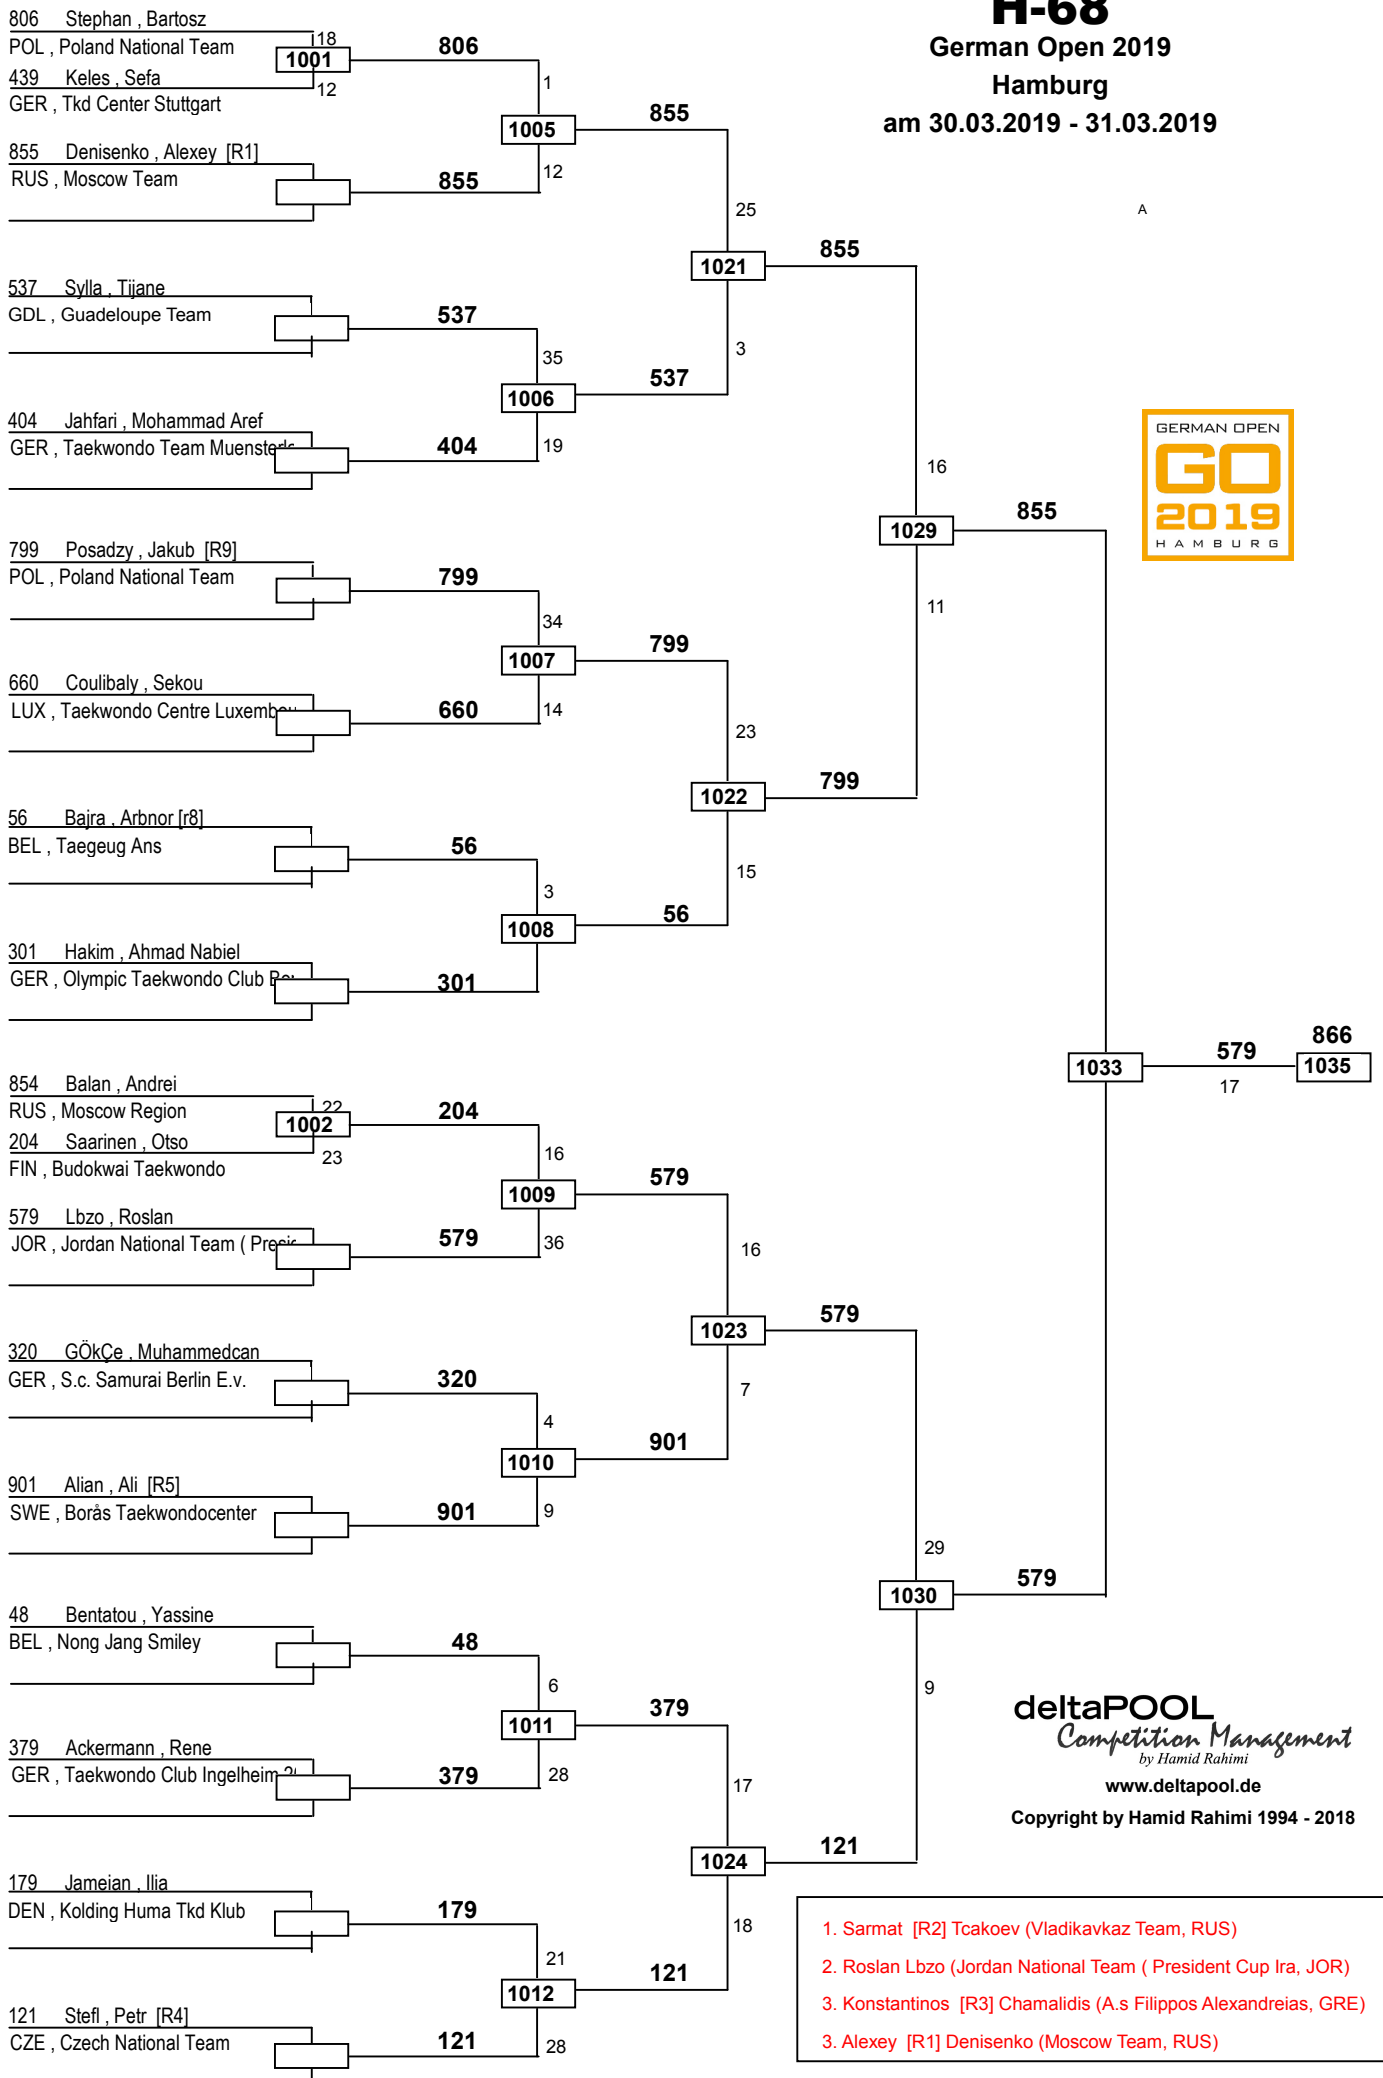 H-68
German Open 2019
Hamburg
am 30.03.2019 - 31.03.2019
A
806 Stephan , Bartosz
POL , Poland National Team
18
1001
806
439 Keles , Sefa
12
GER , Tkd Center Stuttgart
1
1005
855
855 Denisenko , Alexey [R1]
RUS , Moscow Team
855
12
25
1021
855
537 Sylla , Tijane
GDL , Guadeloupe Team
537
3
35
1006
537
404 Jahfari , Mohammad Aref
GER , Taekwondo Team
404
19
GERMAN OPEN
GO
2019
HAMBURG
16
1029
855
799 Posadzy , Jakub [R9]
POL , Poland National Team
799
11
34
1007
799
660 Coulibaly , Sekou
LUX , Taekwondo Centre
660
14
23
1022
799
56 Bajra , Arbnor [r8]
BEL , Taegeug Ans
56
15
3
1008
56
301 Hakim , Ahmad Nabiel
GER , Olympic Taekwondo Club
301
1033
579
17
866
1035
854 Balan , Andrei
RUS , Moscow Region
22
1002
204
204 Saarinen , Otso
23
FIN , Budokwai Taekwondo
16
1009
579
579 Lbzo , Roslan
JOR , Jordan National Team (
579
36
16
1023
579
320 GÖkÇe , Muhammedcan
GER , S.c. Samurai Berlin E.v.
320
7
4
1010
901
901 Alian , Ali [R5]
SWE , Borås Taekwondocenter
901
9
29
1030
579
48 Bentatou , Yassine
BEL , Nong Jang Smiley
48
9
6
1011
379
379 Ackermann , Rene
GER , Taekwondo Club Ingelheim
379
28
17
1024
121
179 Jameian , Ilia
DEN , Kolding Huma Tkd Klub
179
18
21
1012
121
121 Stefl , Petr [R4]
CZE , Czech National Team
121
28
deltaPOOL
Competition Management
by Hamid Rahimi
www.deltapool.de
Copyright by Hamid Rahimi 1994 - 2018
1. Sarmat [R2] Tcakoev (Vladikavkaz Team, RUS)
2. Roslan Lbzo (Jordan National Team ( President Cup Ira, JOR)
3. Konstantinos [R3] Chamalidis (A.s Filippos Alexandreias, GRE)
3. Alexey [R1] Denisenko (Moscow Team, RUS)